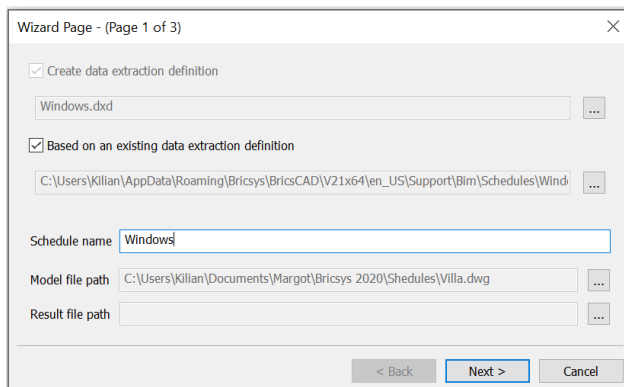 Wizard Page - (Page 1 of 3)
Create data extraction definition
Windows.dxd
...
Based on an existing data extraction definition
C:\Users\Kilian\AppData\Roaming\Bricsys\BricsCAD\V21x64\en_US\Support\Bim\Schedules\Wind
...
Schedule name Windows
Model file path C:\Users\Kilian\Documents\Margot\Bricsys 2020\Shedules\Villa.dwg ...
Result file path ...
< Back Next > Cancel